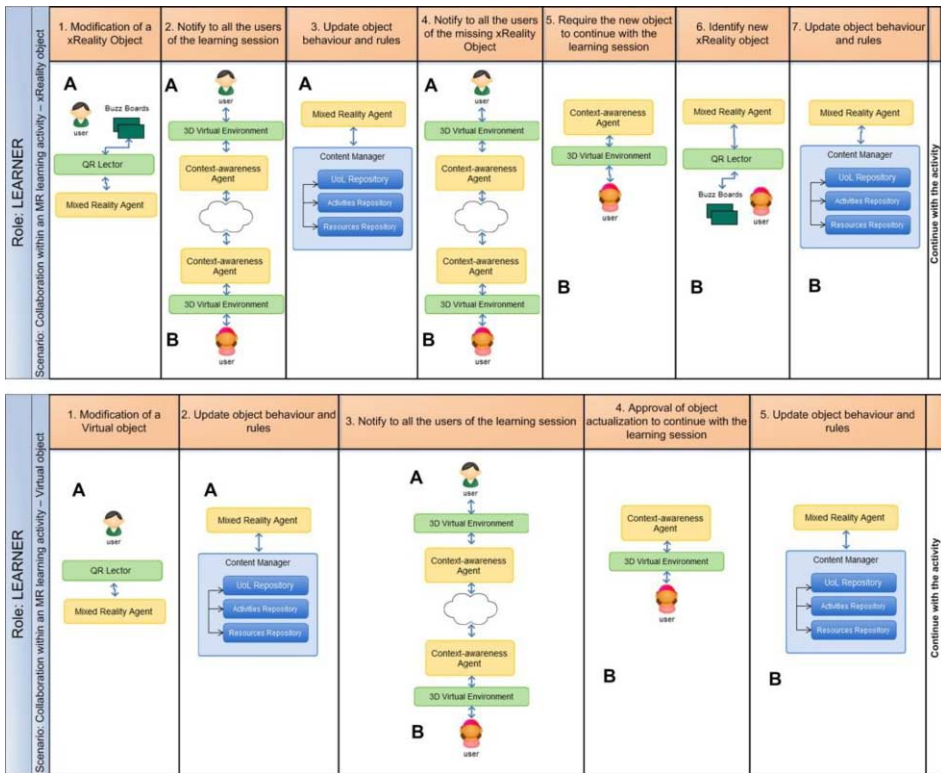 Role: LEARNER
Scenario: Collaboration within an MR learning activity – xReality object
1. Modification of a
xReality Object
2. Notify to all the users
of the learning session
3. Update object
behaviour and rules
4. Notify to all the users
of the missing xReality
Object
5. Require the new object
to continue with the
learning session
6. Identify new
xReality object
7. Update object behaviour
and rules
A
user
Buzz Boards
QR Lector
Mixed Reality Agent
A
user
3D Virtual Environment
Context-awareness
Agent
Context-awareness
Agent
3D Virtual Environment
B
user
A
Mixed Reality Agent
Content Manager
UoL Repository
Activities Repository
Resources Repository
A
user
3D Virtual Environment
Context-awareness
Agent
Context-awareness
Agent
3D Virtual Environment
B
user
Context-awareness
Agent
3D Virtual Environment
user
B
Mixed Reality Agent
QR Lector
Buzz Boards
user
B
Mixed Reality Agent
Content Manager
UoL Repository
Activities Repository
Resources Repository
B
Continue with the activity
Role: LEARNER
Scenario: Collaboration within an MR learning activity – Virtual object
1. Modification of a
Virtual object
2. Update object behaviour and
rules
3. Notify to all the users of the learning session
4. Approval of object
actualization to continue with the
learning session
5. Update object behaviour and
rules
A
user
QR Lector
Mixed Reality Agent
A
Mixed Reality Agent
Content Manager
UoL Repository
Activities Repository
Resources Repository
A
user
3D Virtual Environment
Context-awareness
Agent
Context-awareness
Agent
3D Virtual Environment
B
user
Context-awareness
Agent
3D Virtual Environment
user
B
Mixed Reality Agent
Content Manager
UoL Repository
Activities Repository
Resources Repository
B
Continue with the activity